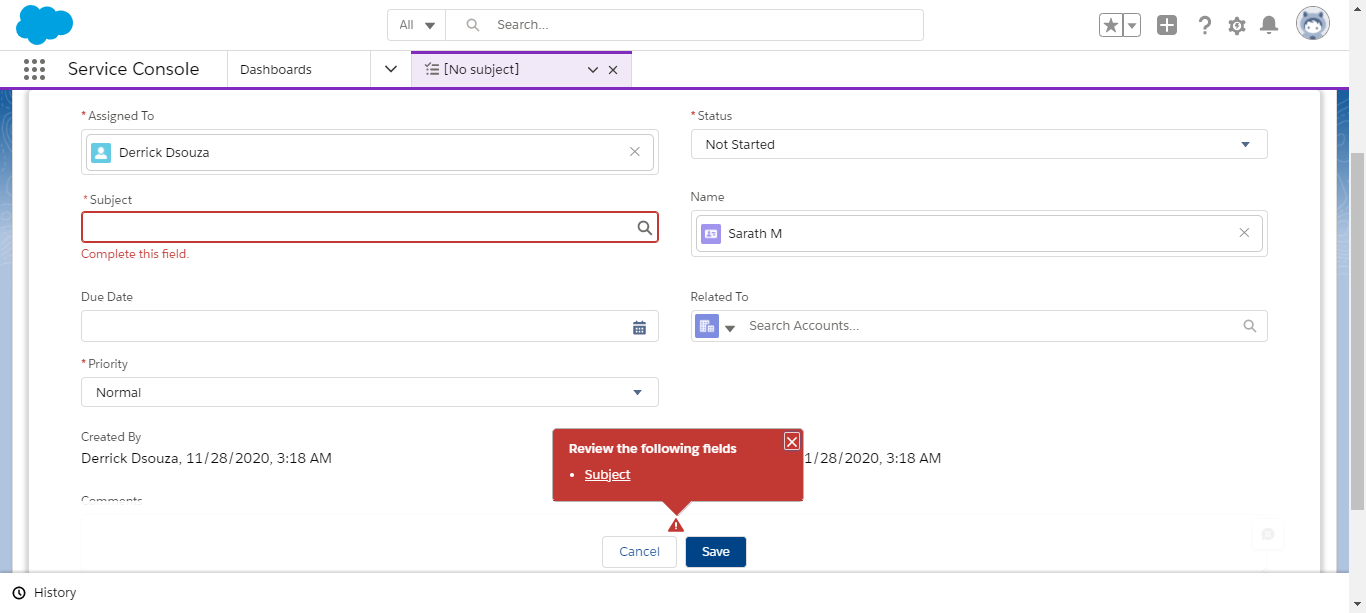 All
Search...
Service Console
Dashboards
[No subject]
* Assigned To
* Status
Derrick Dsouza
Not Started
* Subject
Name
Sarath M
Complete this field.
Due Date
Related To
Search Accounts...
* Priority
Normal
Created By
Derrick Dsouza, 11/28/2020, 3:18 AM
1/28/2020, 3:18 AM
Review the following fields
• Subject
Comments
Cancel
Save
History